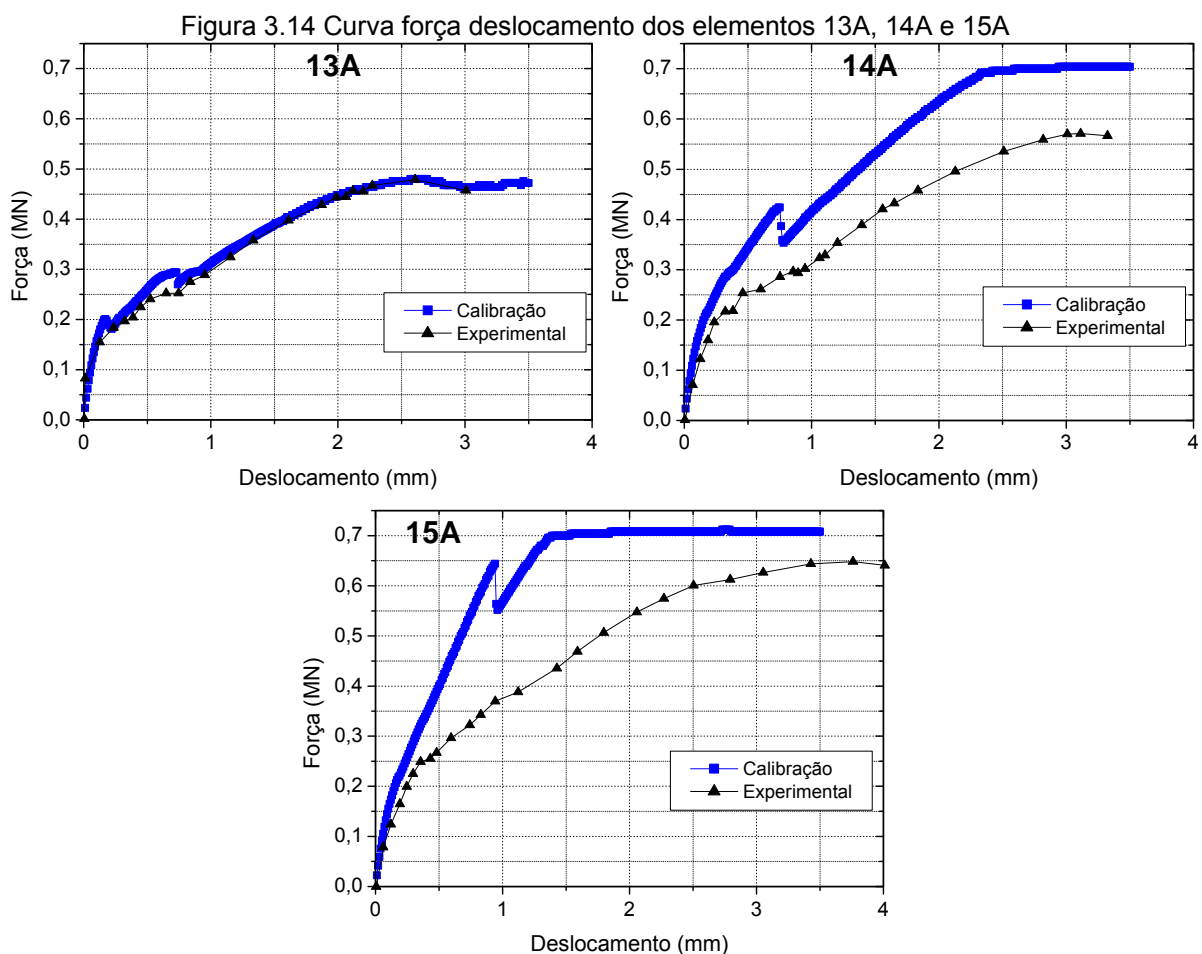 Figura 3.14 Curva força deslocamento dos elementos 13A, 14A e 15A
13A
0,7
0,6
0,5
0,4
0,3
0,2
0,1
0,0
Força (MN)
Calibração
Experimental
0 1 2 3 4
Deslocamento (mm)
14A
0,7
0,6
0,5
0,4
0,3
0,2
0,1
0,0
Força (MN)
Calibração
Experimental
0 1 2 3 4
Deslocamento (mm)
15A
0,7
0,6
0,5
0,4
0,3
0,2
0,1
0,0
Força (MN)
Calibração
Experimental
0 1 2 3 4
Deslocamento (mm)